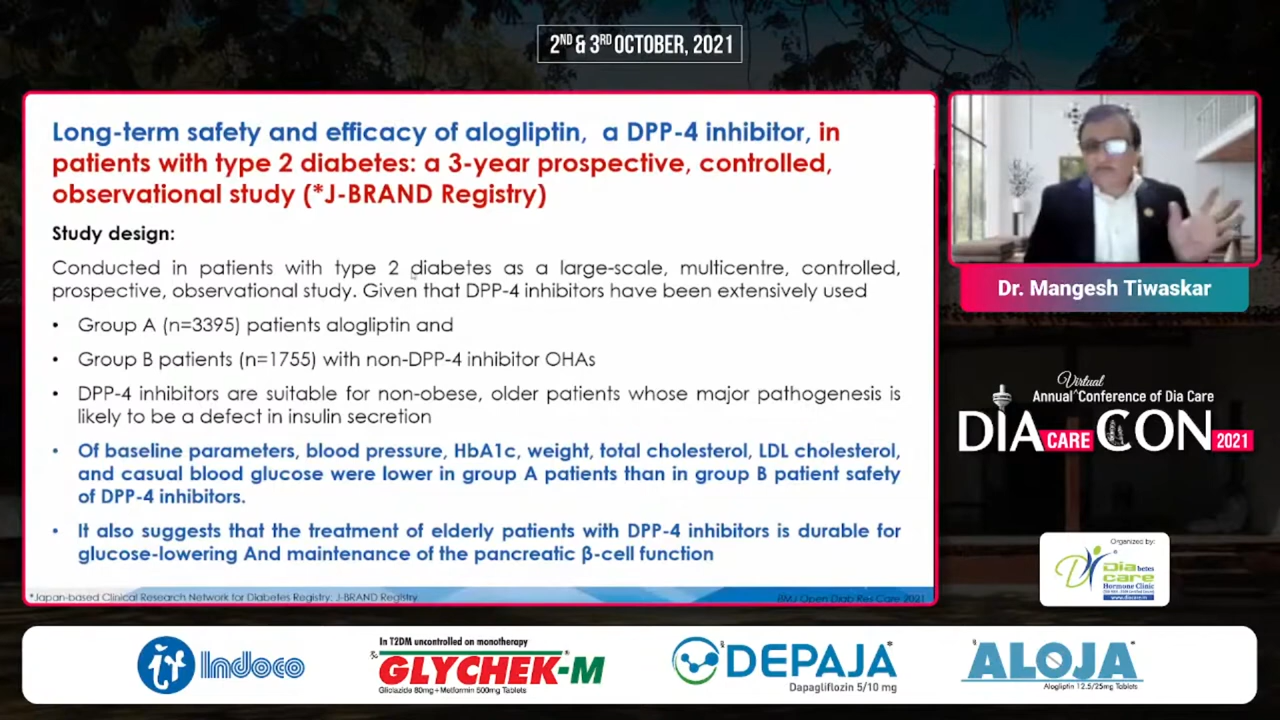 2ND & 3RD OCTOBER, 2021
Long-term safety and efficacy of alogliptin, a DPP-4 inhibitor, in
patients with type 2 diabetes: a 3-year prospective, controlled,
observational study (*J-BRAND Registry)
Study design:
Conducted in patients with type 2 diabetes as a large-scale, multicentre, controlled,
prospective, observational study. Given that DPP-4 inhibitors have been extensively used
• Group A (n=3395) patients alogliptin and
• Group B patients (n=1755) with non-DPP-4 inhibitor OHAs
• DPP-4 inhibitors are suitable for non-obese, older patients whose major pathogenesis is
likely to be a defect in insulin secretion
• Of baseline parameters, blood pressure, HbA1c, weight, total cholesterol, LDL cholesterol,
and casual blood glucose were lower in group A patients than in group B patient safety
of DPP-4 inhibitors.
• It also suggests that the treatment of elderly patients with DPP-4 inhibitors is durable for
glucose-lowering And maintenance of the pancreatic β-cell function
*Japan-based Clinical Research Network for Diabetes Registry: J-BRAND Registry
BMJ Open Diab Res Care 2021
Dr. Mangesh Tiwaskar
Virtual
Annual Conference of Dia Care
DIA CARE CON 2021
Organized by:
Diabetes
care
Hormone Clinic
www.diacare.in
Indoco
In T2DM uncontrolled on monotherapy
Rx GLYCHEK-M
Gliclazide 80mg + Metformin 500mg Tablets
DEPAJA*
Dapagliflozin 5/10 mg
ALOJA
Alogliptin 12.5/25mg Tablets